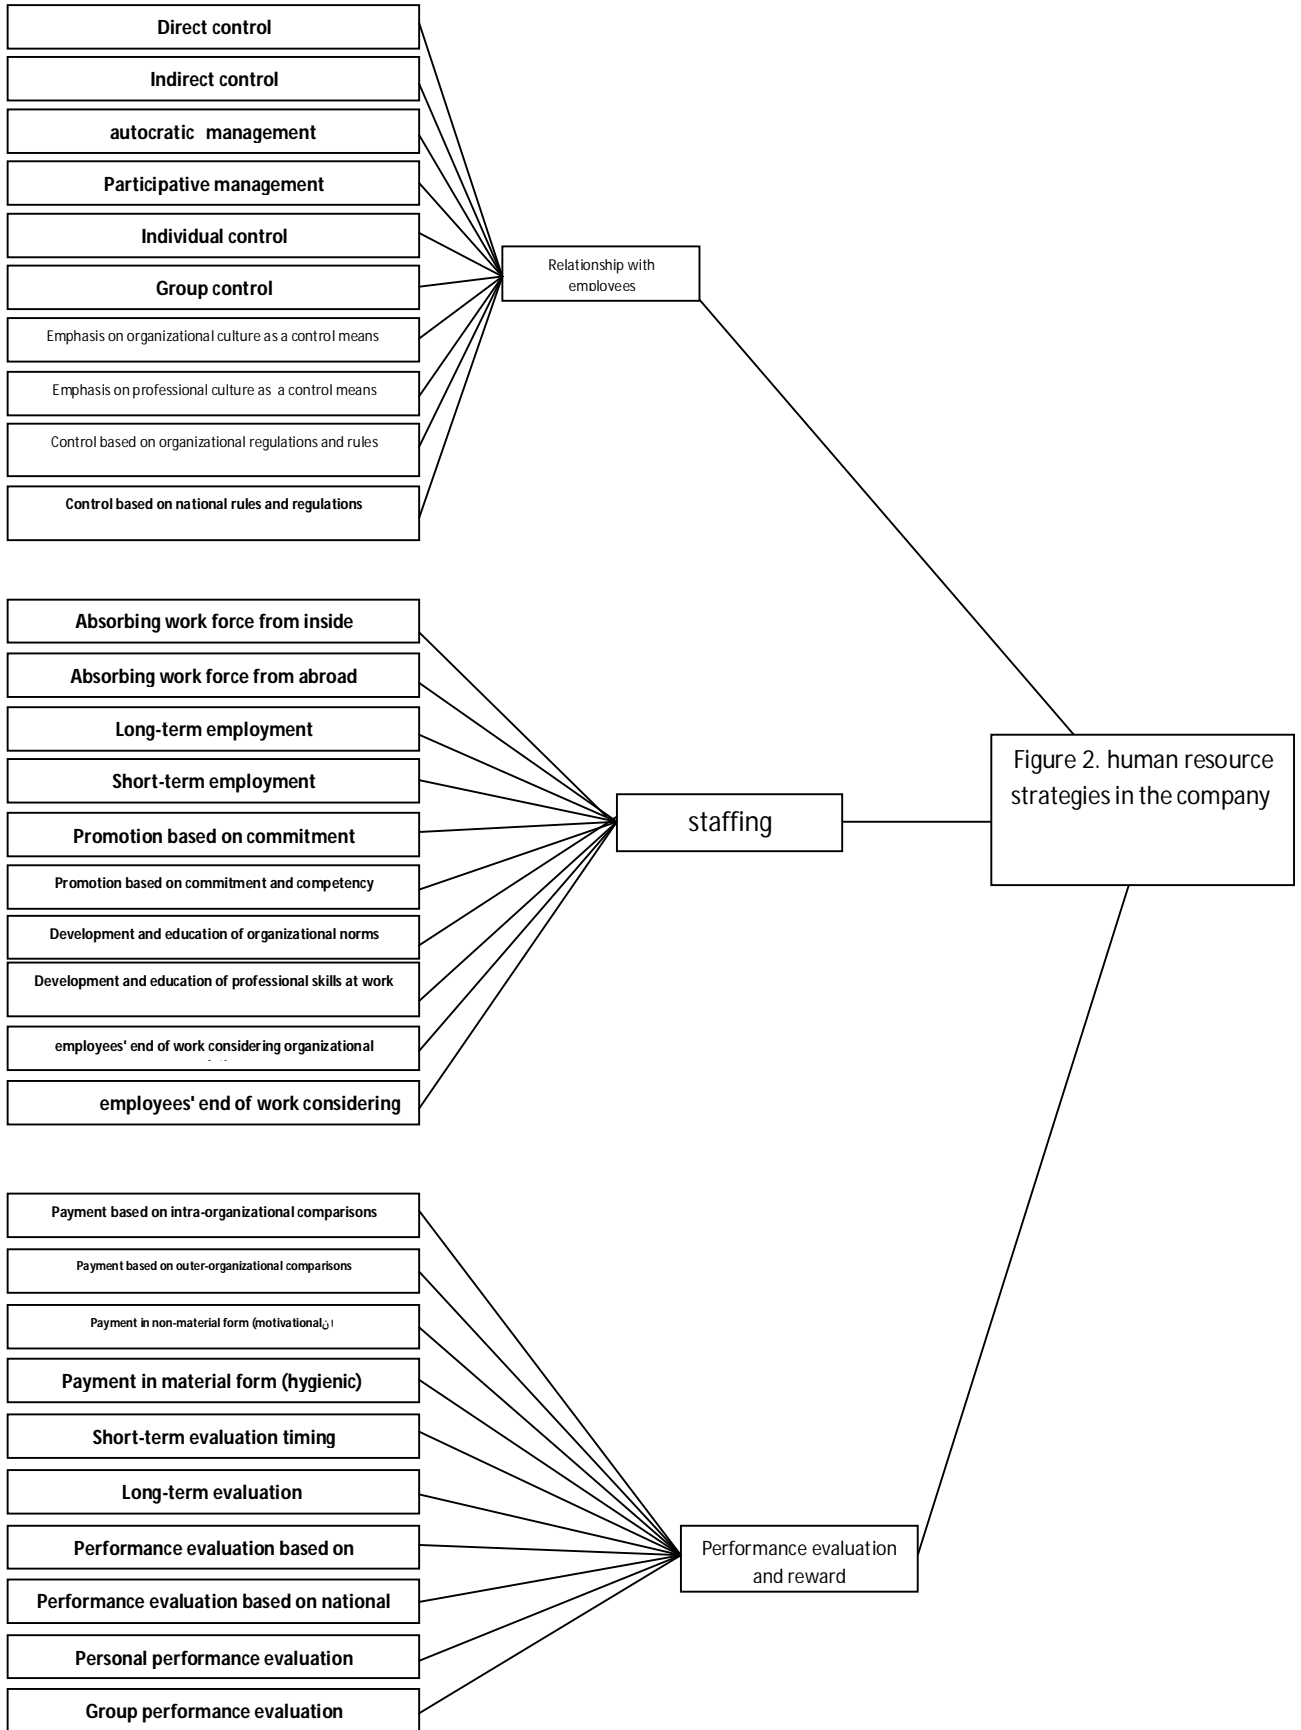 Direct control
Indirect control
autocratic management
Participative management
Individual control
Group control
Relationship with
employees
Emphasis on organizational culture as a control means
Emphasis on professional culture as a control means
Control based on organizational regulations and rules
Control based on national rules and regulations
Absorbing work force from inside
Absorbing work force from abroad
Long-term employment
Short-term employment
Promotion based on commitment
Promotion based on commitment and competency
Development and education of organizational norms
Development and education of professional skills at work
employees' end of work considering organizational
employees' end of work considering
staffing
Figure 2. human resource
strategies in the company
Payment based on intra-organizational comparisons
Payment based on outer-organizational comparisons
Payment in non-material form (motivational
Payment in material form (hygienic)
Short-term evaluation timing
Long-term evaluation
Performance evaluation based on
Performance evaluation based on national
Personal performance evaluation
Group performance evaluation
Performance evaluation
and reward